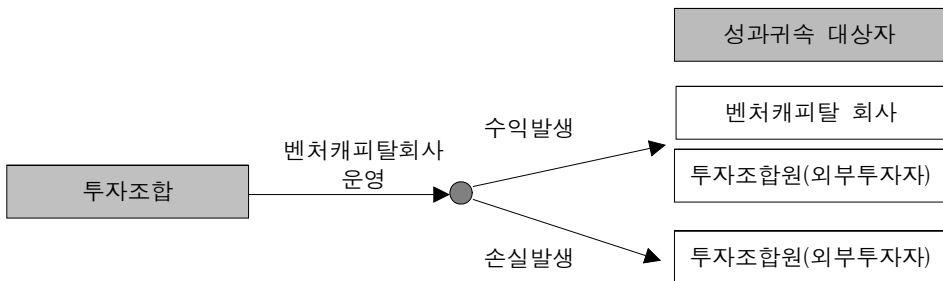 성과귀속 대상자
벤처캐피탈 회사
수익발생
벤처캐피탈회사
운영
투자조합
투자조합원(외부투자자)
투자조합원(외부투자자)
손실발생